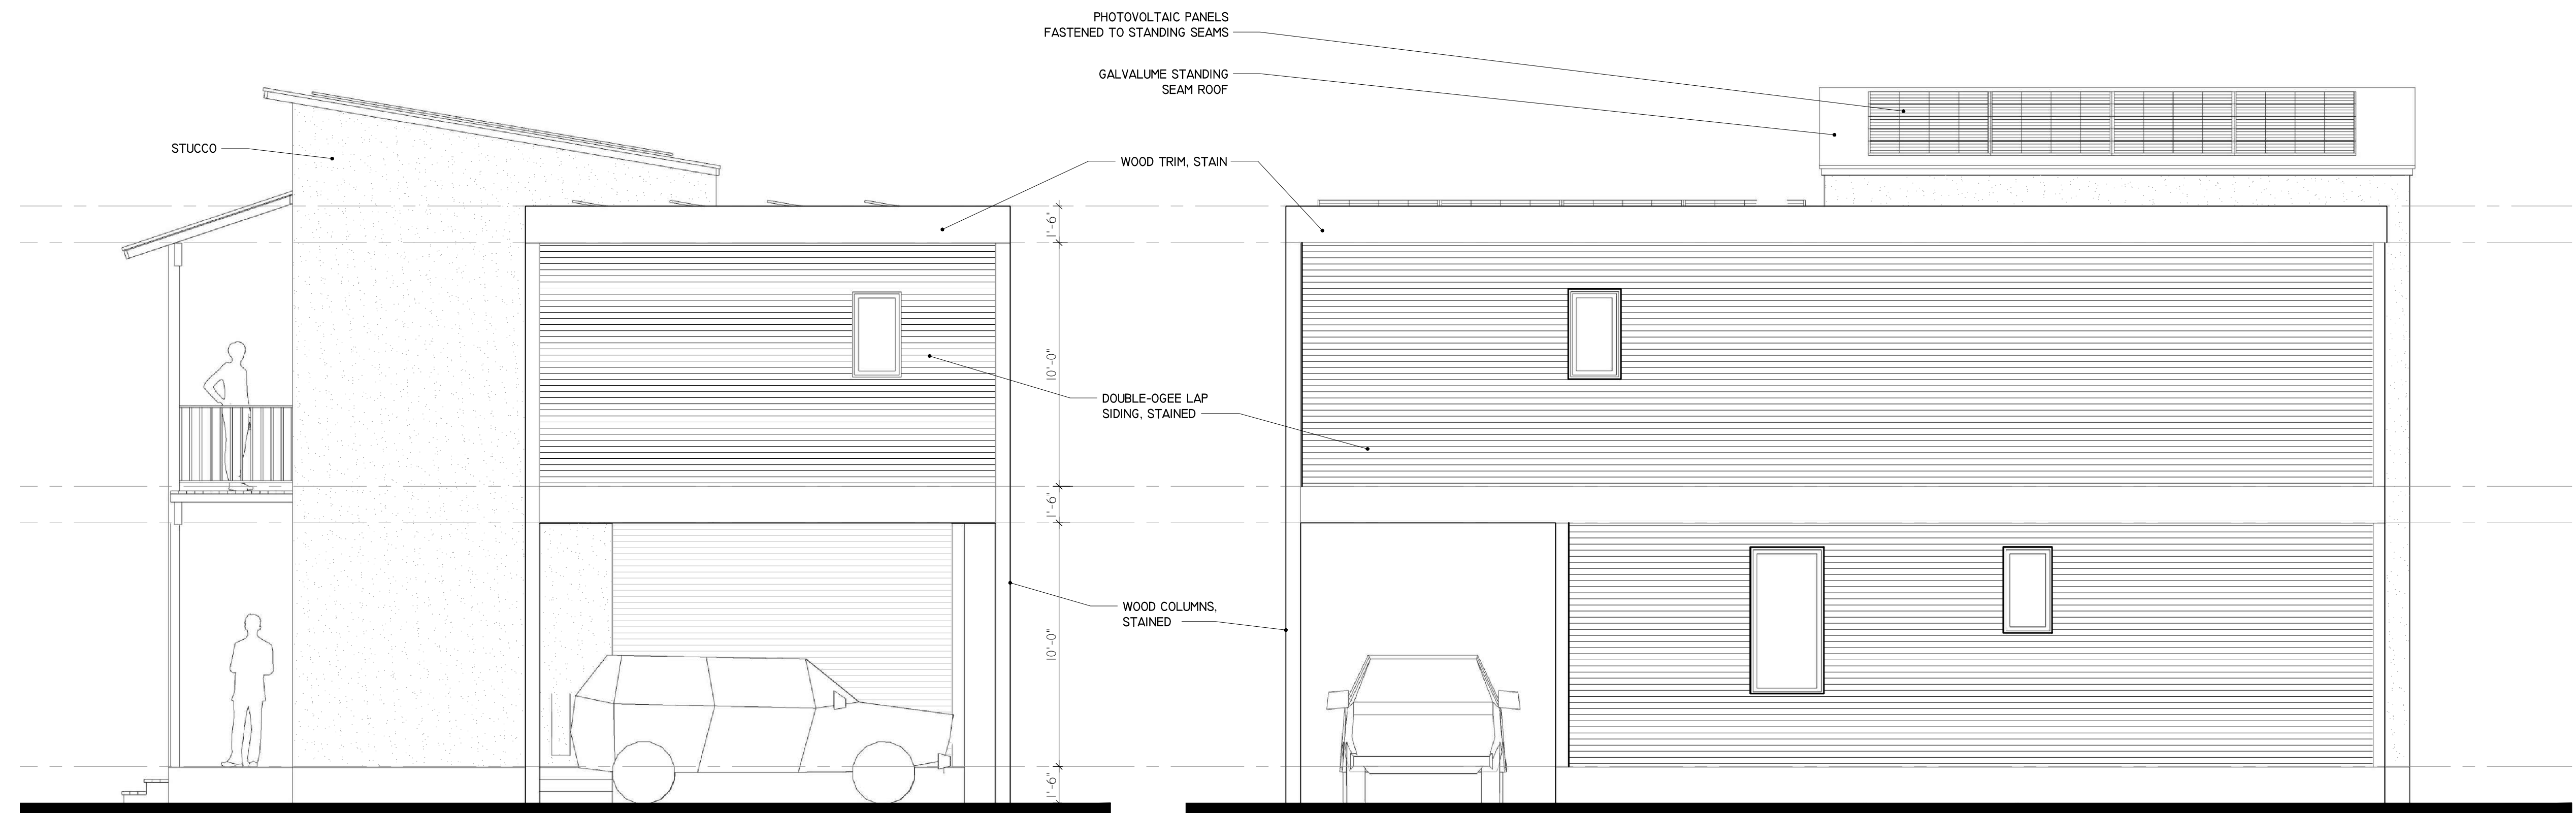 PHOTOVOLTAIC PANELS
FASTENED TO STANDING SEAMS
GALVALUME STANDING
SEAM ROOF
STUCCO
WOOD TRIM, STAIN
1'-6"
10'-0"
DOUBLE-OGEE LAP
SIDING, STAINED
1'-6"
WOOD COLUMNS,
STAINED
10'-0"
1'-6"